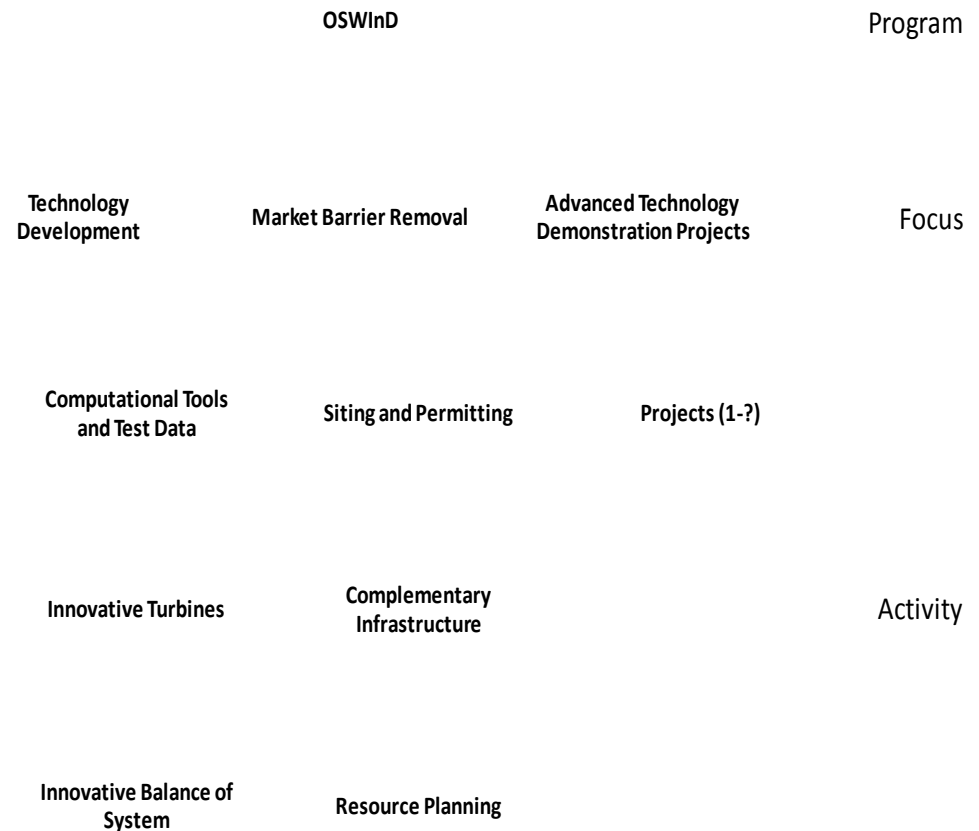 OSWInD Program
Technology
Development
Market Barrier Removal
Advanced Technology
Demonstration Projects
Focus
Computational Tools
and Test Data
Siting and Permitting
Projects (1-?)
Innovative Turbines
Complementary
Infrastructure
Activity
Innovative Balance of
System
Resource Planning